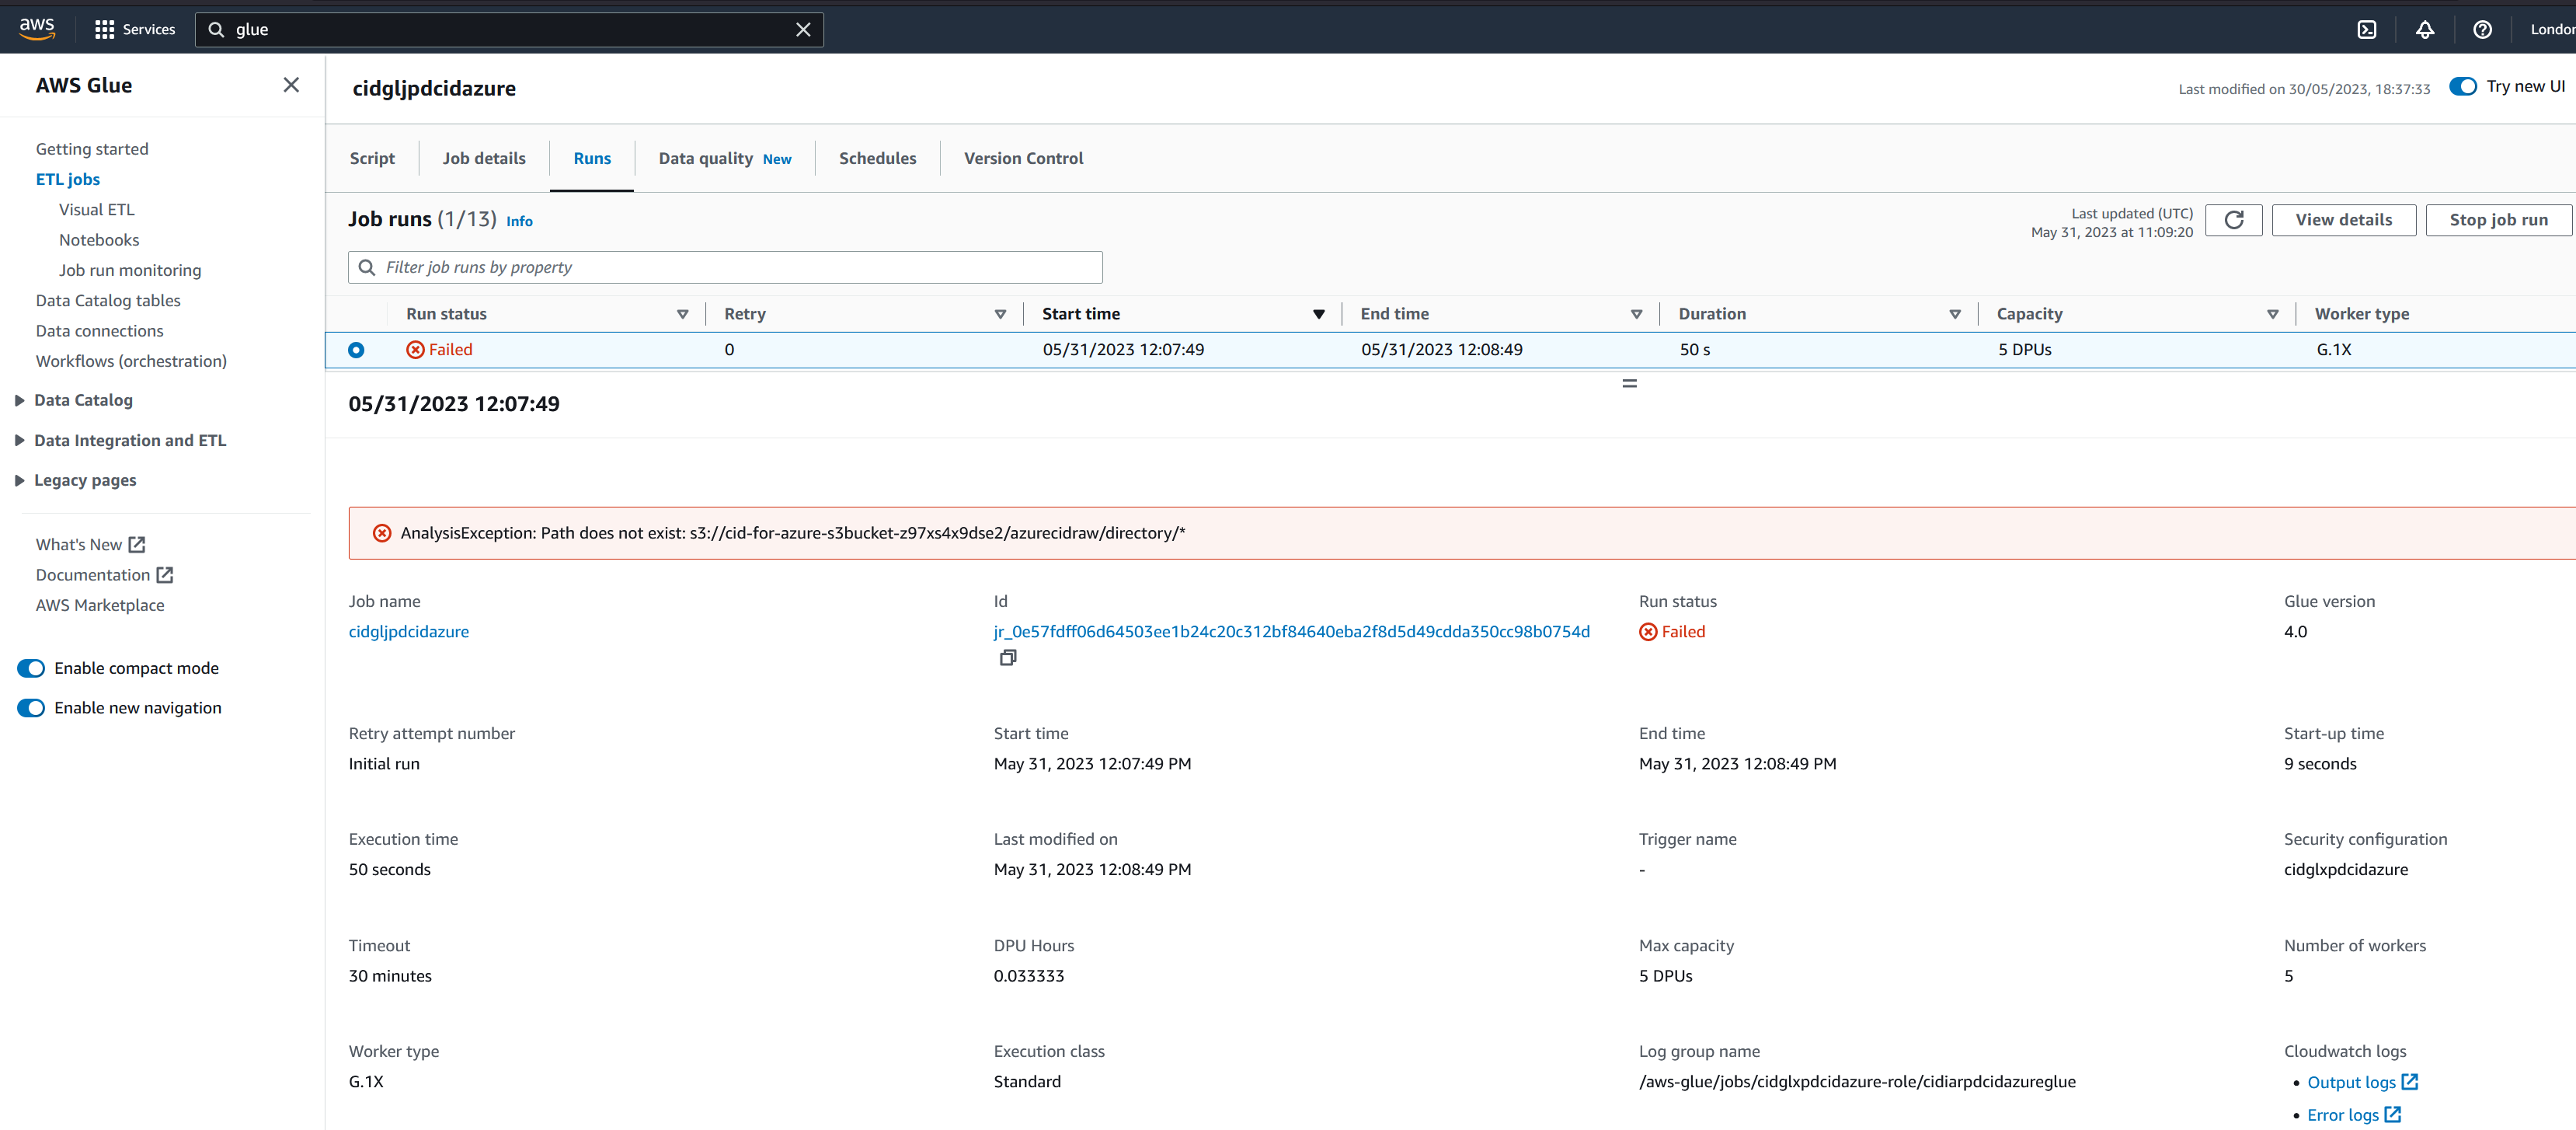 aws Services glue Londo
AWS Glue
Getting started
ETL jobs
Visual ETL
Notebooks
Job run monitoring
Data Catalog tables
Data connections
Workflows (orchestration)
Data Catalog
Data Integration and ETL
Legacy pages
What's New
Documentation
AWS Marketplace
Enable compact mode
Enable new navigation
cidgljpdcidazure
Last modified on 30/05/2023, 18:37:33 Try new UI
Script Job details Runs Data quality New Schedules Version Control
Job runs (1/13) Info
Last updated (UTC)
May 31, 2023 at 11:09:20
View details Stop job run
Filter job runs by property
Run status Retry Start time End time Duration Capacity Worker type
Failed 0 05/31/2023 12:07:49 05/31/2023 12:08:49 50 s 5 DPUs G.1X
05/31/2023 12:07:49
AnalysisException: Path does not exist: s3://cid-for-azure-s3bucket-z97xs4x9dse2/azurecidraw/directory/*
Job name Id Run status Glue version
cidgljpdcidazure jr_0e57fdff06d64503ee1b24c20c312bf84640eba2f8d5d49cdda350cc98b0754d Failed 4.0
Retry attempt number Start time End time Start-up time
Initial run May 31, 2023 12:07:49 PM May 31, 2023 12:08:49 PM 9 seconds
Execution time Last modified on Trigger name Security configuration
50 seconds May 31, 2023 12:08:49 PM - cidglxpdcidazure
Timeout DPU Hours Max capacity Number of workers
30 minutes 0.033333 5 DPUs 5
Worker type Execution class Log group name Cloudwatch logs
G.1X Standard /aws-glue/jobs/cidglxpdcidazure-role/cidiarpdcidazureglue • Output logs
• Error logs